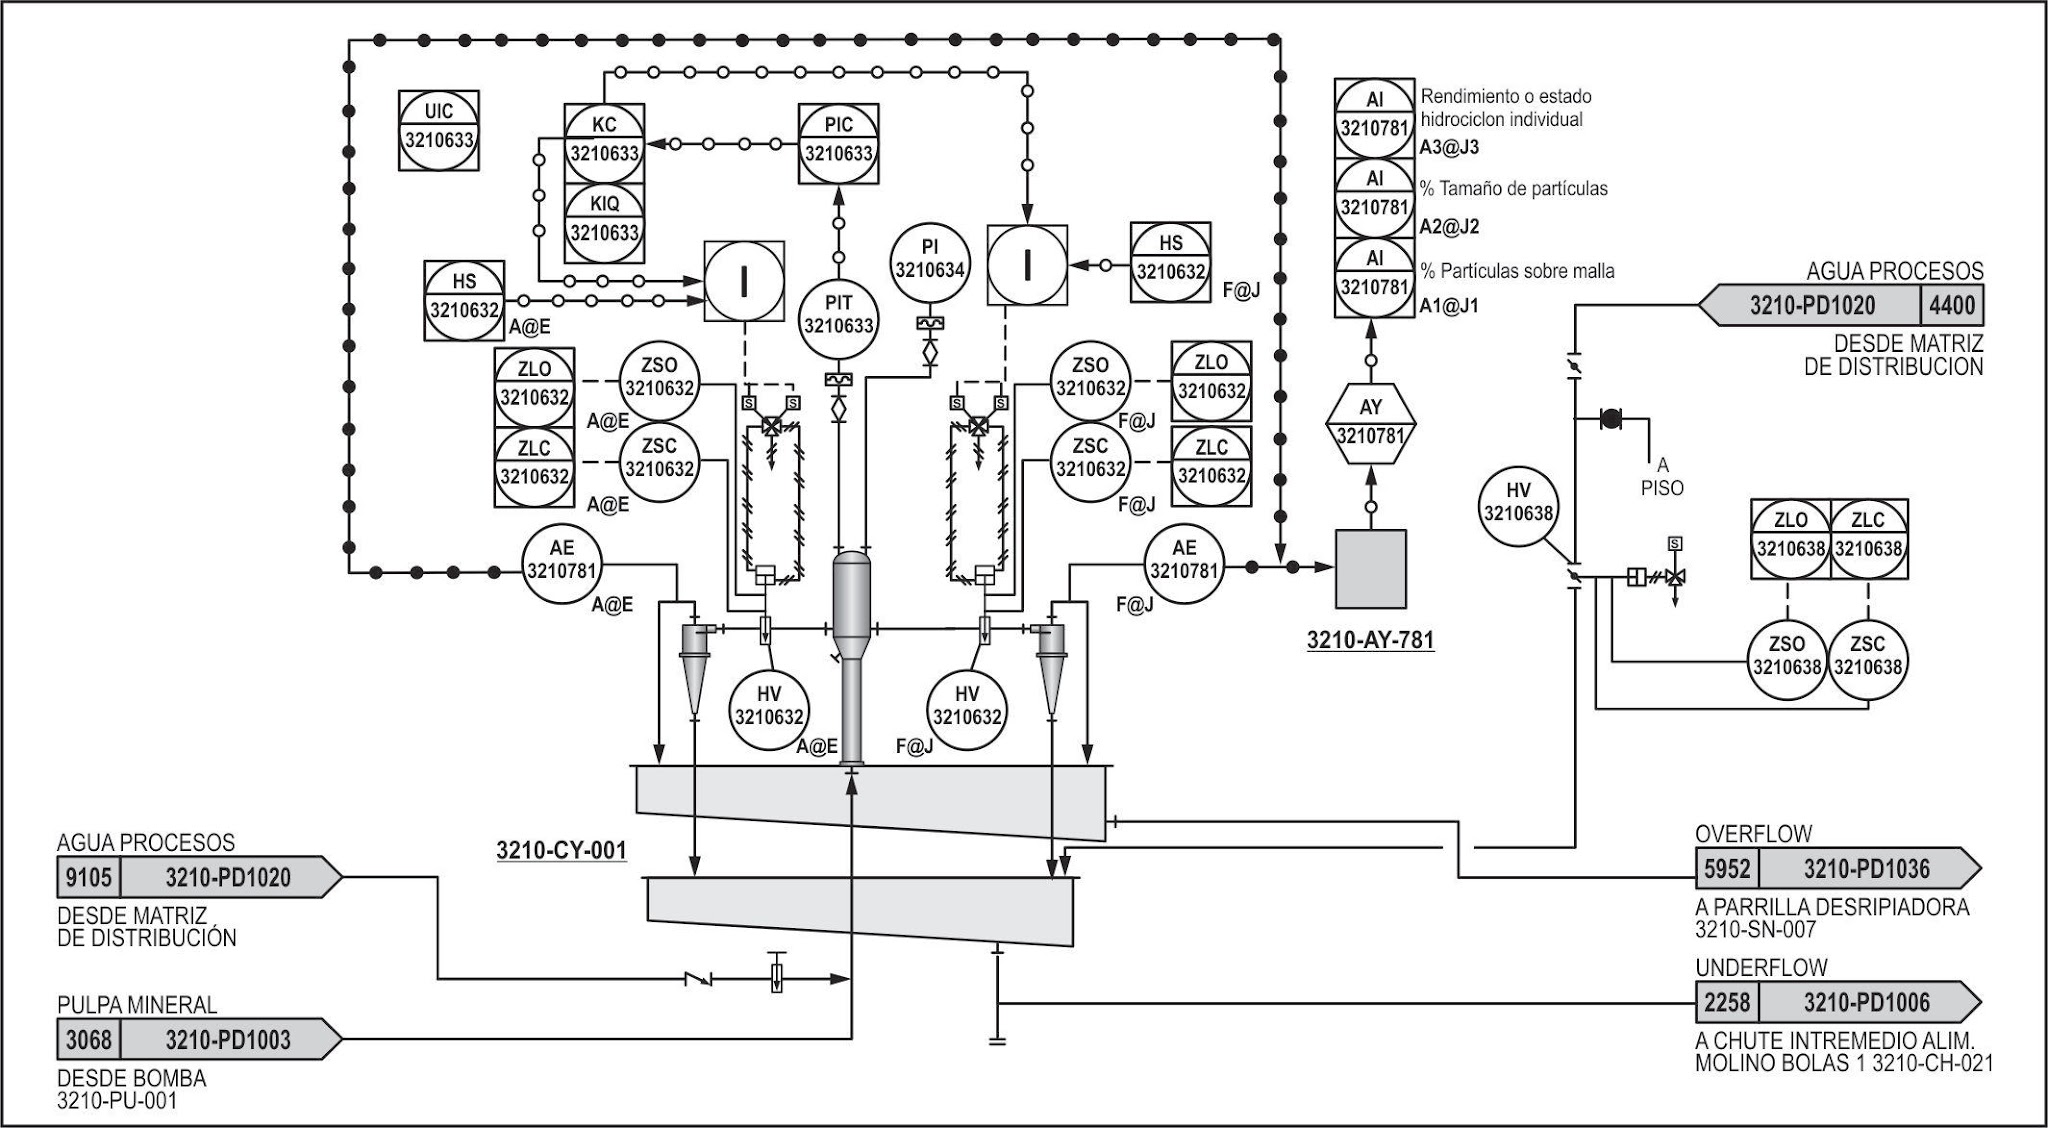 UIC
3210633
KC
3210633
KIQ
3210633
PIC
3210633
HS
3210632
A@E
I
PIT
3210633
PI
3210634
I
HS
3210632
F@J
AI
3210781
Rendimiento o estado
hidrociclon individual
A3@J3
AI
3210781
% Tamaño de partículas
A2@J2
AI
3210781
% Partículas sobre malla
A1@J1
AY
3210781
AGUA PROCESOS
3210-PD1020 4400
DESDE MATRIZ
DE DISTRIBUCION
ZLO
3210632
ZSO
3210632
A@E
ZLC
3210632
ZSC
3210632
A@E
S S
S S
ZSO
3210632
ZLO
3210632
F@J
ZSC
3210632
ZLC
3210632
F@J
A
PISO
HV
3210638
S
ZLO
3210638
ZLC
3210638
ZSO
3210638
ZSC
3210638
AE
3210781
A@E
AE
3210781
F@J
3210-AY-781
HV
3210632
A@E
HV
3210632
F@J
3210-CY-001
AGUA PROCESOS
9105 3210-PD1020
DESDE MATRIZ
DE DISTRIBUCIÓN
PULPA MINERAL
3068 3210-PD1003
DESDE BOMBA
3210-PU-001
OVERFLOW
5952 3210-PD1036
A PARRILLA DESRIPIADORA
3210-SN-007
UNDERFLOW
2258 3210-PD1006
A CHUTE INTREMEDIO ALIM.
MOLINO BOLAS 1 3210-CH-021